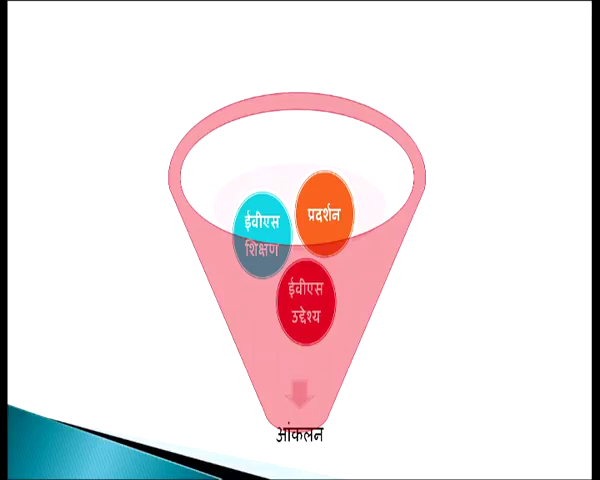 ईवीएस
शिक्षण
प्रदर्शन
ईवीएस
उद्देश्य
आंकलन